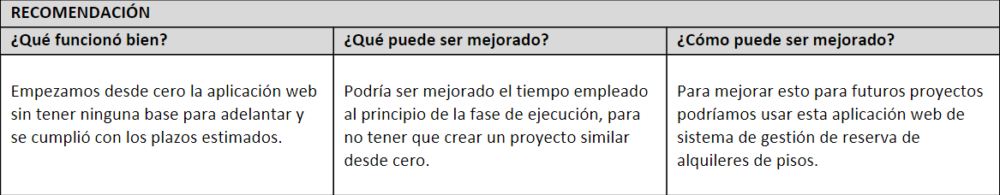 RECOMENDACIÓN
¿Qué funcionó bien?
¿Qué puede ser mejorado?
¿Cómo puede ser mejorado?
Empezamos desde cero la aplicación web
sin tener ninguna base para adelantar y
se cumplió con los plazos estimados.
Podría ser mejorado el tiempo empleado
al principio de la fase de ejecución, para
no tener que crear un proyecto similar
desde cero.
Para mejorar esto para futuros proyectos
podríamos usar esta aplicación web de
sistema de gestión de reserva de
alquileres de pisos.